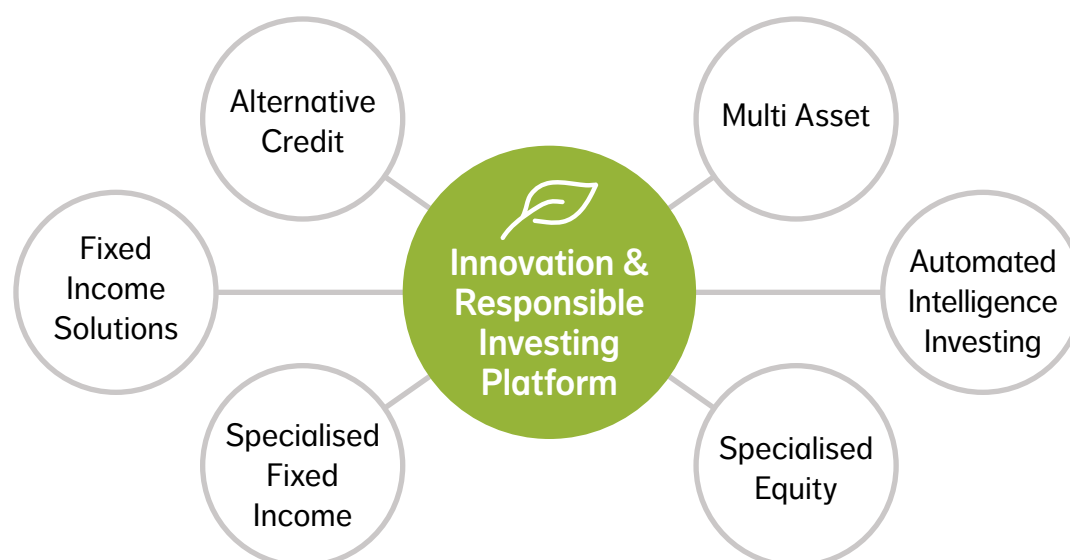 Alternative
Credit
Multi Asset
Fixed
Income
Solutions
Innovation &
Responsible
Investing
Platform
Automated
Intelligence
Investing
Specialised
Fixed
Income
Specialised
Equity